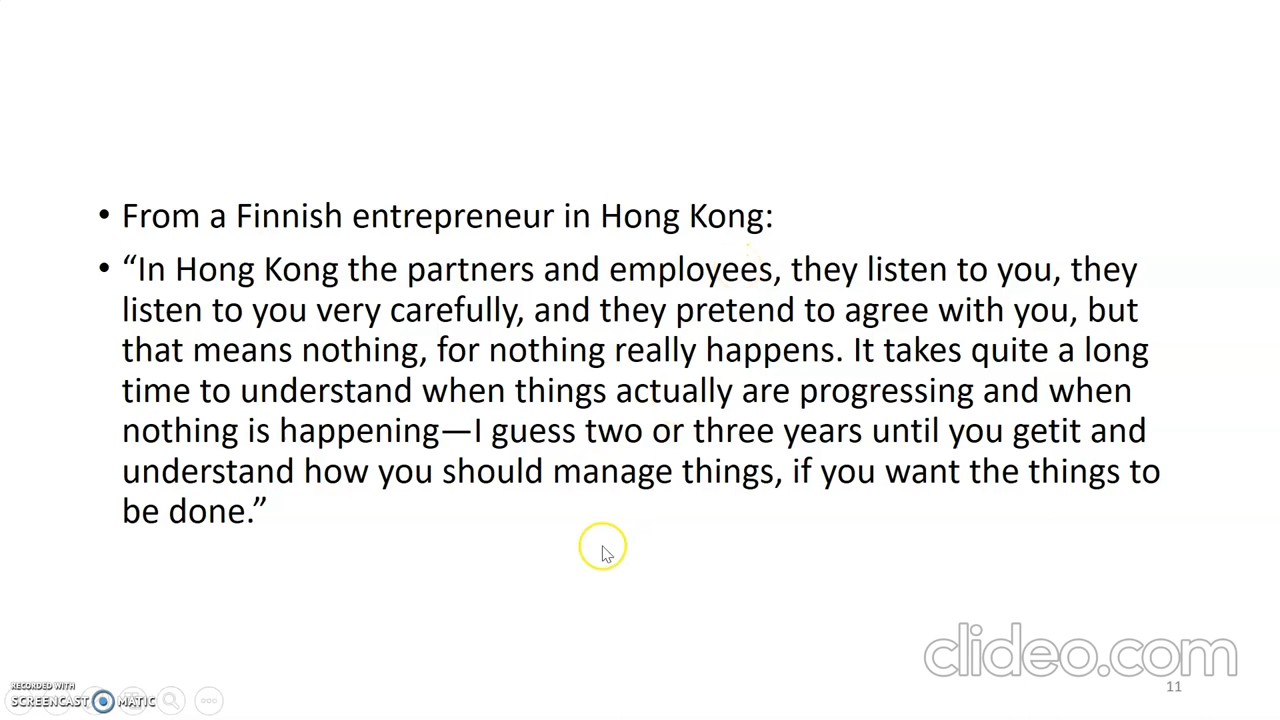 • From a Finnish entrepreneur in Hong Kong:
• “In Hong Kong the partners and employees, they listen to you, they
listen to you very carefully, and they pretend to agree with you, but
that means nothing, for nothing really happens. It takes quite a long
time to understand when things actually are progressing and when
nothing is happening—I guess two or three years until you getit and
understand how you should manage things, if you want the things to
be done.”
clideo.com
11
RECORDED WITH
SCREENCAST MATIC